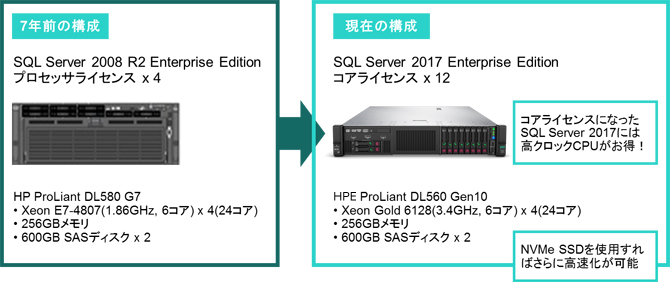 7年前の構成
SQL Server 2008 R2 Enterprise Edition
プロセッサライセンス x 4
HP ProLiant DL580 G7
• Xeon E7-4807(1.86GHz, 6コア) x 4(24コア)
• 256GBメモリ
• 600GB SASディスク x 2
現在の構成
SQL Server 2017 Enterprise Edition
コアライセンス x 12
コアライセンスになった
SQL Server 2017には
高クロックCPUがお得！
HPE ProLiant DL560 Gen10
• Xeon Gold 6128(3.4GHz, 6コア) x 4(24コア)
• 256GBメモリ
• 600GB SASディスク x 2
NVMe SSDを使用すれ
ばさらに高速化が可能